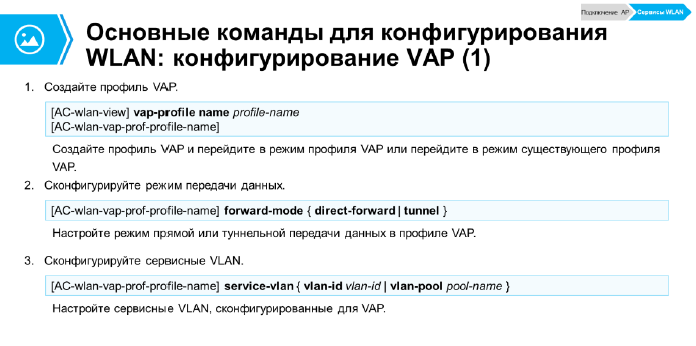 Подключение AP
Сервисы WLAN
Основные команды для конфигурирования
WLAN: конфигурирование VAP (1)
1. Создайте профиль VAP.
[AC-wlan-view] vap-profile name profile-name
[AC-wlan-vap-prof-profile-name]
Создайте профиль VAP и перейдите в режим профиля VAP или перейдите в режим существующего профиля
VAP.
2. Сконфигурируйте режим передачи данных.
[AC-wlan-vap-prof-profile-name] forward-mode { direct-forward | tunnel }
Настройте режим прямой или туннельной передачи данных в профиле VAP.
3. Сконфигурируйте сервисные VLAN.
[AC-wlan-vap-prof-profile-name] service-vlan { vlan-id vlan-id | vlan-pool pool-name }
Настройте сервисные VLAN, сконфигурированные для VAP.